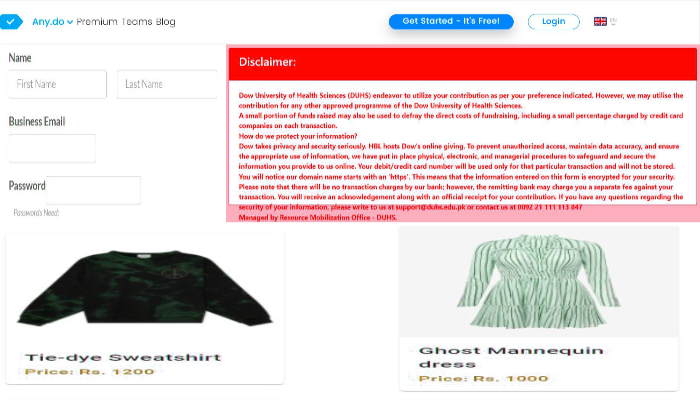 Any.do Premium Teams Blog Get Started - It's Free! Login EN
Name
First Name Last Name
Business Email
Password
Passwords Need:
Disclaimer:
Dow University of Health Sciences (DUHS) endeavor to utilize your contribution as per your preference indicated. However, we may utilise the
contribution for any other approved programme of the Dow University of Health Sciences.
A small portion of funds raised may also be used to defray the direct costs of fundraising, including a small percentage charged by credit card
companies on each transaction.
How do we protect your information?
Dow takes privacy and security seriously. HBL hosts Dow's online giving. To prevent unauthorized access, maintain data accuracy, and ensure
the appropriate use of information, we have put in place physical, electronic, and managerial procedures to safeguard and secure the
information you provide to us online. Your debit/credit card number will be used only for that particular transaction and will not be stored.
You will notice our domain name starts with an 'https'. This means that the information entered on this form is encrypted for your security.
Please note that there will be no transaction charges by our bank; however, the remitting bank may charge you a separate fee against your
transaction. You will receive an acknowledgement along with an official receipt for your contribution. If you have any questions regarding the
security of your information, please write to us at support@duhs.edu.pk or contact us at 0092 21 111 113 847
Managed by Resource Mobilization Office - DUHS.
Tie-dye Sweatshirt
Price: Rs. 1200
Ghost Mannequin
dress
Price: Rs. 1000